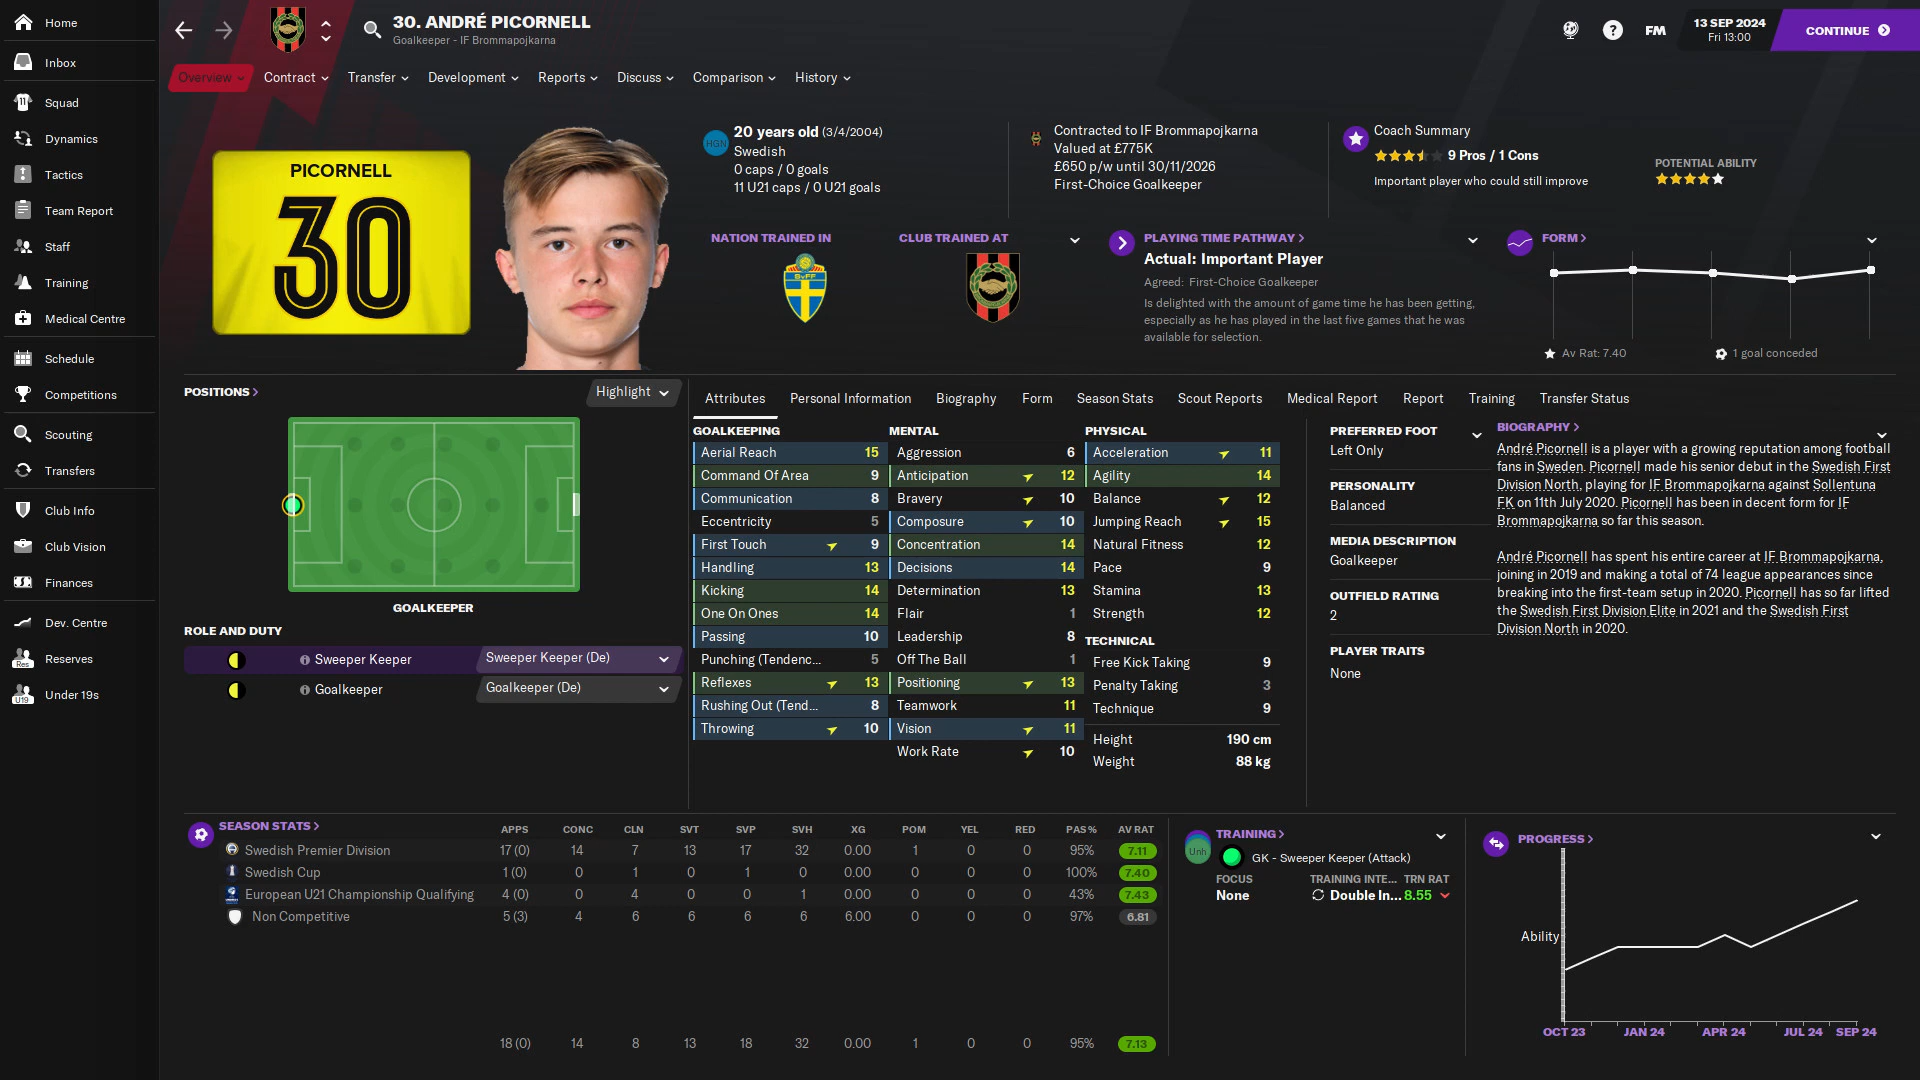 Home
Inbox
Squad
Dynamics
Tactics
Team Report
Staff
Training
Medical Centre
Schedule
Competitions
Scouting
Transfers
Club Info
Club Vision
Finances
Dev. Centre
Res
Reserves
U19
Under 19s
30. ANDRÉ PICORNELL
Goalkeeper - IF Brommapojkarna
FM
13 SEP 2024
Fri 13:00
CONTINUE
Overview
Contract
Transfer
Development
Reports
Discuss
Comparison
History
PICORNELL
30
HGN
20 years old (3/4/2004)
Swedish
0 caps / 0 goals
11 U21 caps / 0 U21 goals
Contracted to IF Brommapojkarna
Valued at £775K
£650 p/w until 30/11/2026
First-Choice Goalkeeper
Coach Summary
9 Pros / 1 Cons
Important player who could still improve
POTENTIAL ABILITY
NATION TRAINED IN
SvFF
CLUB TRAINED AT
PLAYING TIME PATHWAY >
Actual: Important Player
Agreed: First-Choice Goalkeeper
Is delighted with the amount of game time he has been getting,
especially as he has played in the last five games that he was
available for selection.
FORM >
Av Rat: 7.40
1 goal conceded
POSITIONS >
Highlight
GOALKEEPER
ROLE AND DUTY
Sweeper Keeper Sweeper Keeper (De)
Goalkeeper Goalkeeper (De)
Attributes Personal Information Biography Form Season Stats Scout Reports Medical Report Report Training Transfer Status
GOALKEEPING
Aerial Reach 15
Command Of Area 9
Communication 8
Eccentricity 5
First Touch 9
Handling 13
Kicking 14
One On Ones 14
Passing 10
Punching (Tendenc... 5
Reflexes 13
Rushing Out (Tend... 8
Throwing 10
MENTAL
Aggression 6
Anticipation 12
Bravery 10
Composure 10
Concentration 14
Decisions 14
Determination 13
Flair 1
Leadership 8
Off The Ball 1
Positioning 13
Teamwork 11
Vision 11
Work Rate 10
PHYSICAL
Acceleration 11
Agility 14
Balance 12
Jumping Reach 15
Natural Fitness 12
Pace 9
Stamina 13
Strength 12
TECHNICAL
Free Kick Taking 9
Penalty Taking 3
Technique 9
Height 190 cm
Weight 88 kg
PREFERRED FOOT
Left Only
PERSONALITY
Balanced
MEDIA DESCRIPTION
Goalkeeper
OUTFIELD RATING
2
PLAYER TRAITS
None
BIOGRAPHY >
André Picornell is a player with a growing reputation among football
fans in Sweden. Picornell made his senior debut in the Swedish First
Division North, playing for IF Brommapojkarna against Sollentuna
FK on 11th July 2020. Picornell has been in decent form for IF
Brommapojkarna so far this season.
André Picornell has spent his entire career at IF Brommapojkarna,
joining in 2019 and making a total of 74 league appearances since
breaking into the first-team setup in 2020. Picornell has so far lifted
the Swedish First Division Elite in 2021 and the Swedish First
Division North in 2020.
SEASON STATS >
APPS CONC CLN SVT SVP SVH XG POM YEL RED PAS% AV RAT
Swedish Premier Division 17 (0) 14 7 13 17 32 0.00 1 0 0 95% 7.11
Swedish Cup 1 (0) 0 1 0 1 0 0.00 0 0 0 100% 7.40
European U21 Championship Qualifying 4 (0) 0 4 0 0 1 0.00 0 0 0 43% 7.43
Non Competitive 5 (3) 4 6 6 6 6 6.00 0 0 0 97% 6.81
18 (0) 14 8 13 18 32 0.00 1 0 0 95% 7.13
Unh
TRAINING >
GK - Sweeper Keeper (Attack)
FOCUS TRAINING INTE... TRN RAT
None Double In... 8.55
PROGRESS >
Ability
OCT 23 JAN 24 APR 24 JUL 24 SEP 24